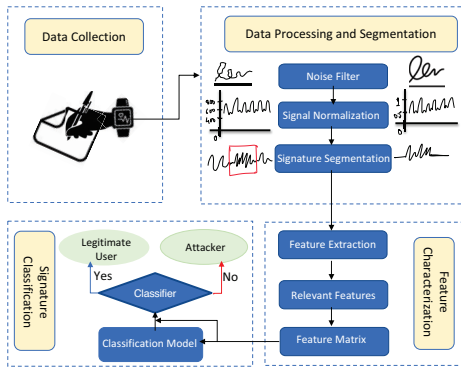 Data Collection
Data Processing and Segmentation
Noise Filter
Signal Normalization
Signature Segmentation
Feature Extraction
Relevant Features
Feature Matrix
Feature
Characterization
Signature
Classification
Legitimate
User
Attacker
Yes
No
Classifier
Classification Model